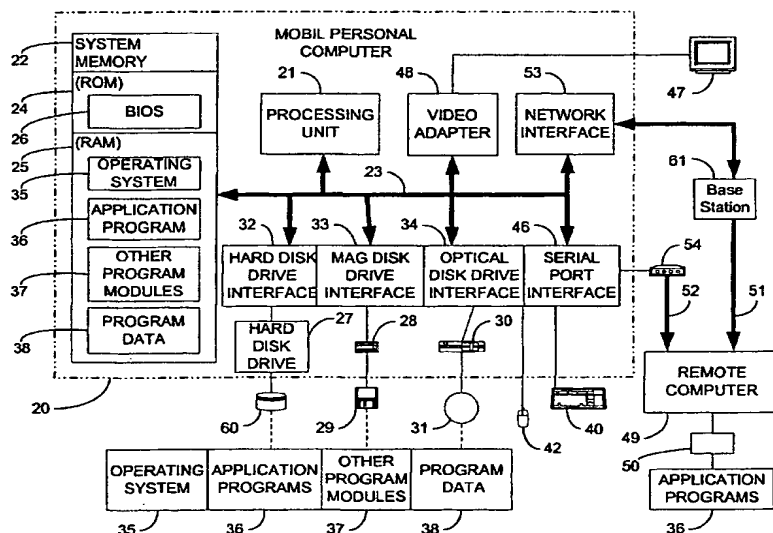 MOBIL PERSONAL
COMPUTER
22
SYSTEM
MEMORY
24
(ROM)
26
BIOS
25
(RAM)
35
OPERATING
SYSTEM
36
APPLICATION
PROGRAM
37
OTHER
PROGRAM
MODULES
38
PROGRAM
DATA
20
21
PROCESSING
UNIT
48
VIDEO
ADAPTER
53
NETWORK
INTERFACE
47
23
61
Base
Station
32
HARD DISK
DRIVE
INTERFACE
33
MAG DISK
DRIVE
INTERFACE
34
OPTICAL
DISK DRIVE
INTERFACE
46
SERIAL
PORT
INTERFACE
54
52
51
27
HARD
DISK
DRIVE
28
30
60
29
31
42
40
REMOTE
COMPUTER
49
50
OPERATING
SYSTEM
APPLICATION
PROGRAMS
OTHER
PROGRAM
MODULES
PROGRAM
DATA
APPLICATION
PROGRAMS
35
36
37
38
36